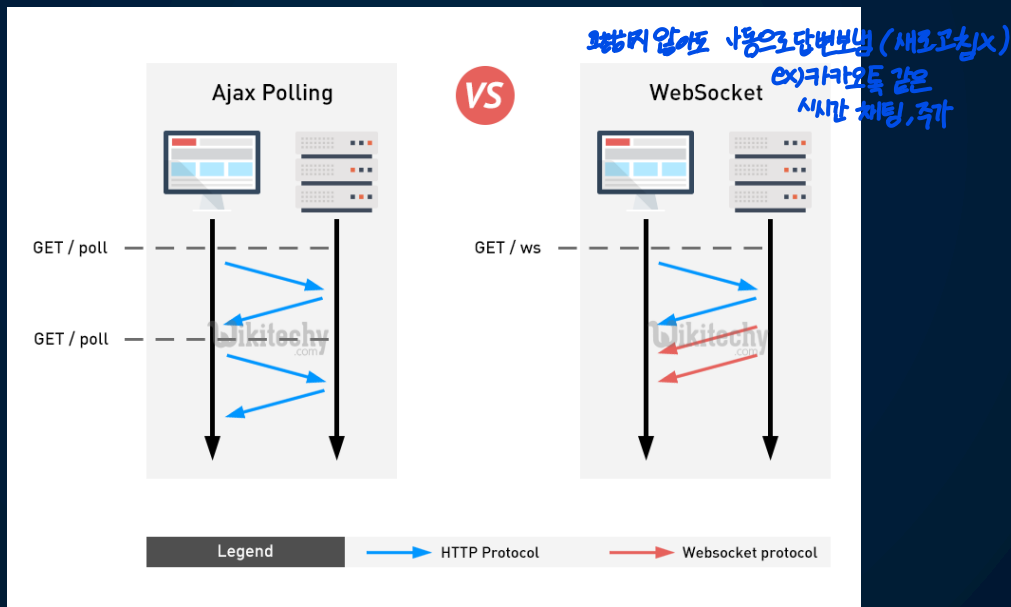 요청하지 않아도 자동으로 답변보냄 (새로고침X)
ex)카카오톡 같은
실시간 채팅, 주가
Ajax Polling
VS
WebSocket
GET / poll
GET / ws
GET / poll
Wikitechy
.com
Wikitechy
.com
Legend
HTTP Protocol
Websocket protocol